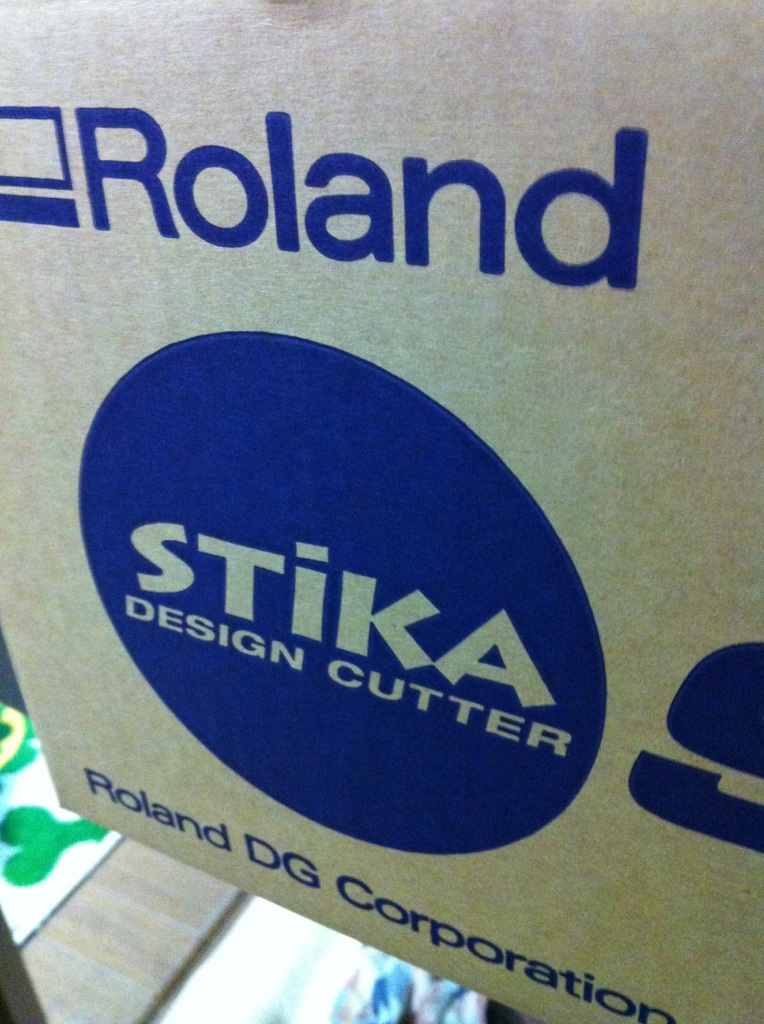 Roland
STiKA
DESIGN CUTTER
Roland DG Corporation